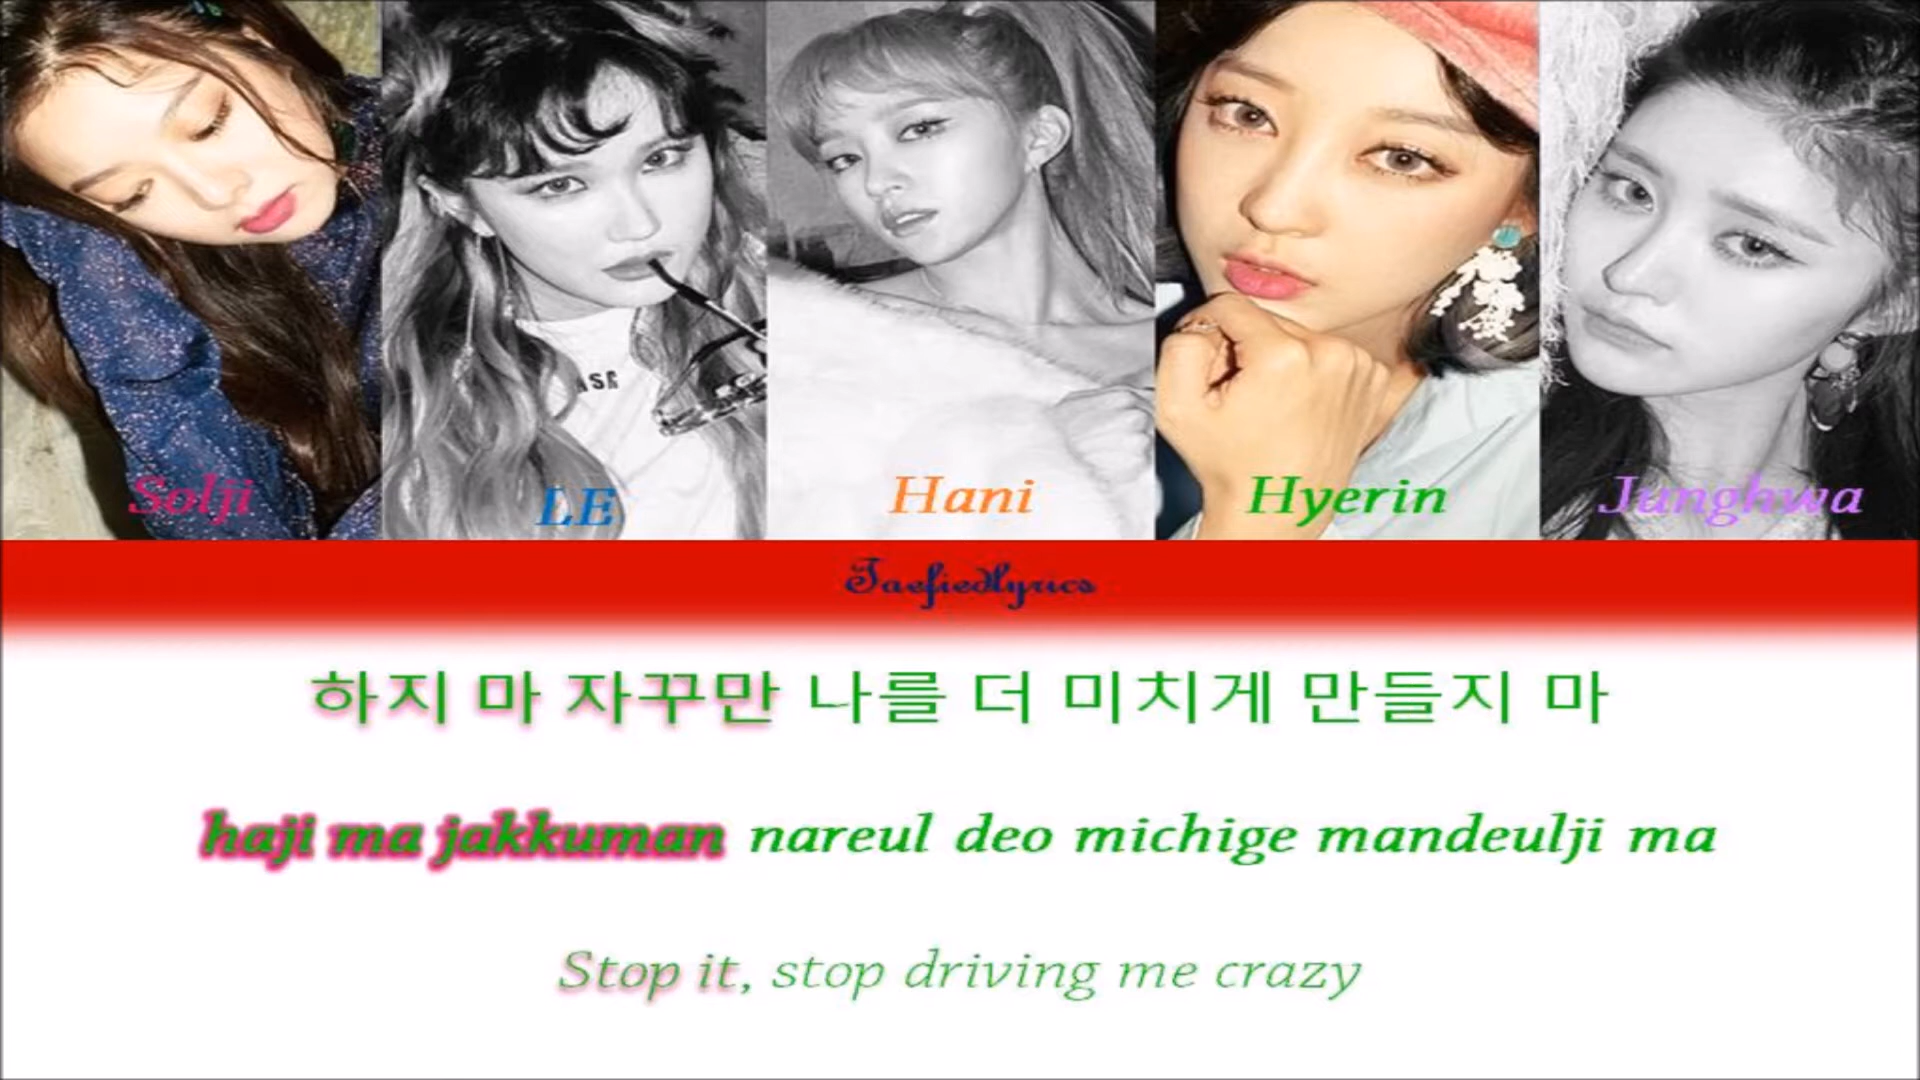 Solji
LE
Hani
Hyerin
Junghwa
Taefiedlyrics
하지 마 자꾸만 나를 더 미치게 만들지 마
haji ma jakkuman nareul deo michige mandeulji ma
Stop it, stop driving me crazy